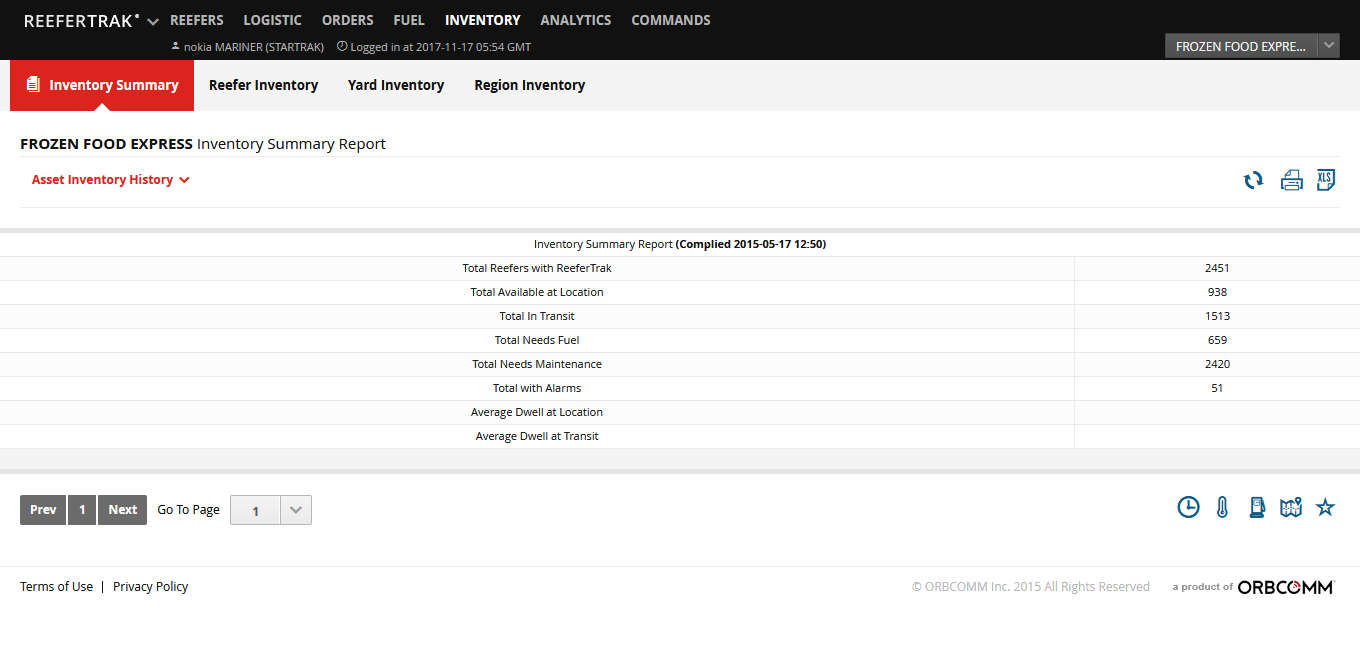 REEFERTRAK REEFERS LOGISTIC ORDERS FUEL INVENTORY ANALYTICS COMMANDS
nokia MARINER (STARTRAK) Logged in at 2017-11-17 05:54 GMT
FROZEN FOOD EXPRE...
Inventory Summary Reefer Inventory Yard Inventory Region Inventory
FROZEN FOOD EXPRESS Inventory Summary Report
Asset Inventory History
XLS
Inventory Summary Report (Complied 2015-05-17 12:50)
Total Reefers with ReeferTrak 2451
Total Available at Location 938
Total In Transit 1513
Total Needs Fuel 659
Total Needs Maintenance 2420
Total with Alarms 51
Average Dwell at Location
Average Dwell at Transit
Prev 1 Next Go To Page 1
Terms of Use | Privacy Policy © ORBCOMM Inc. 2015 All Rights Reserved a product of ORBCOMM